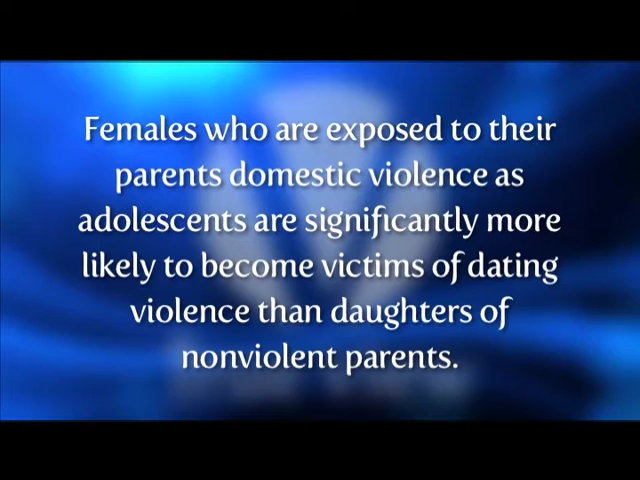 Females who are exposed to their
parents domestic violence as
adolescents are significantly more
likely to become victims of dating
violence than daughters of
nonviolent parents.